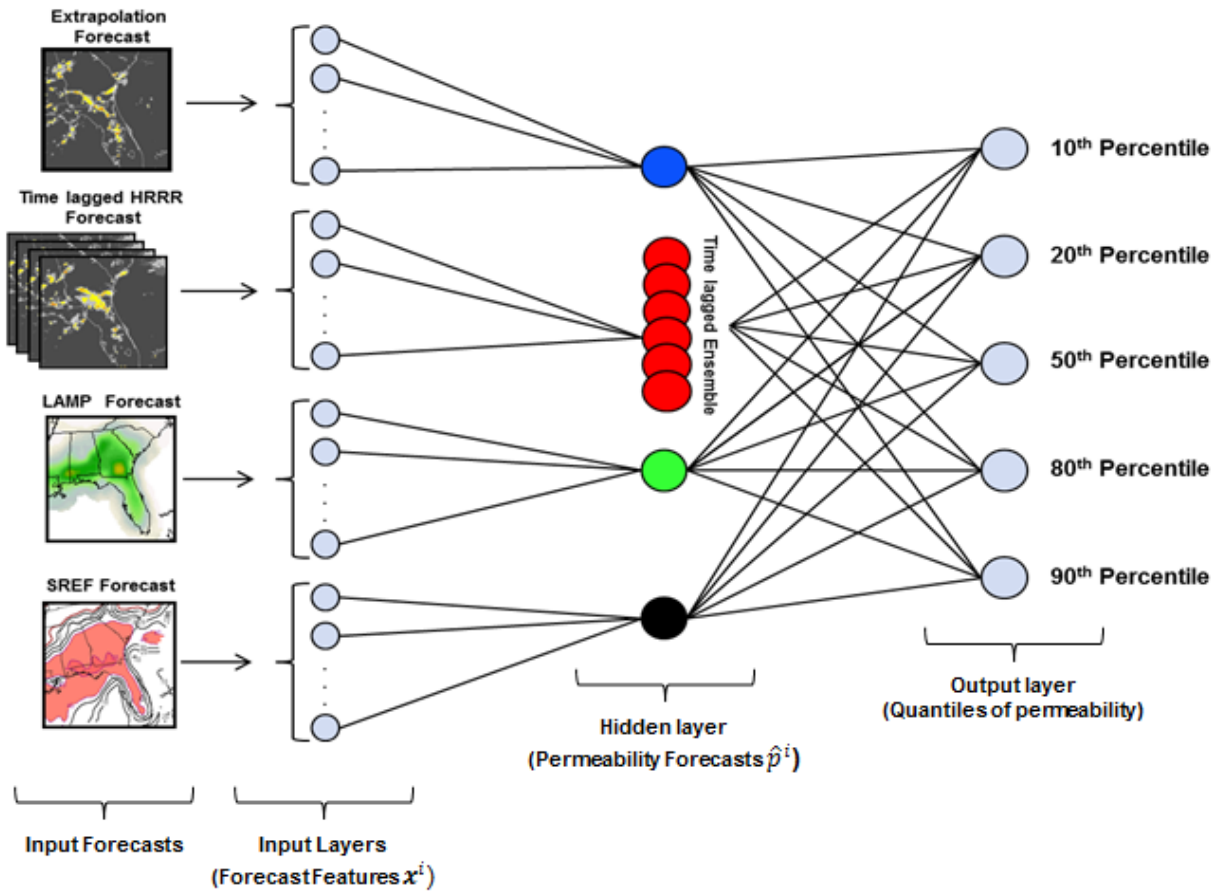 Extrapolation
Forecast
Time lagged HRRR
Forecast
LAMP Forecast
SREF Forecast
Time lagged Ensemble
10th Percentile
20th Percentile
50th Percentile
80th Percentile
90th Percentile
Input Forecasts
Input Layers
(Forecast Features xⁱ)
Hidden layer
(Permeability Forecasts p̂ⁱ)
Output layer
(Quantiles of permeability)